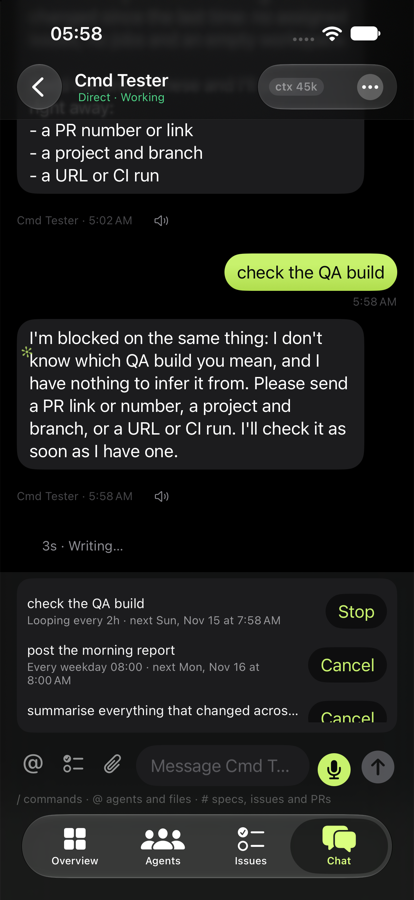 05:58
Cmd Tester
Direct · Working
ctx 45k
right away:
- a PR number or link
- a project and branch
- a URL or CI run
Cmd Tester · 5:02 AM
check the QA build
5:58 AM
I'm blocked on the same thing: I don't
know which QA build you mean, and I
have nothing to infer it from. Please send
a PR link or number, a project and
branch, or a URL or CI run. I'll check it as
soon as I have one.
Cmd Tester · 5:58 AM
3s · Writing...
check the QA build
Looping every 2h · next Sun, Nov 15 at 7:58 AM
Stop
post the morning report
Every weekday 08:00 · next Mon, Nov 16 at
8:00 AM
Cancel
summarise everything that changed acros...
Cancel
Message Cmd T...
/ commands · @ agents and files · # specs, issues and PRs
Overview
Agents
Issues
Chat